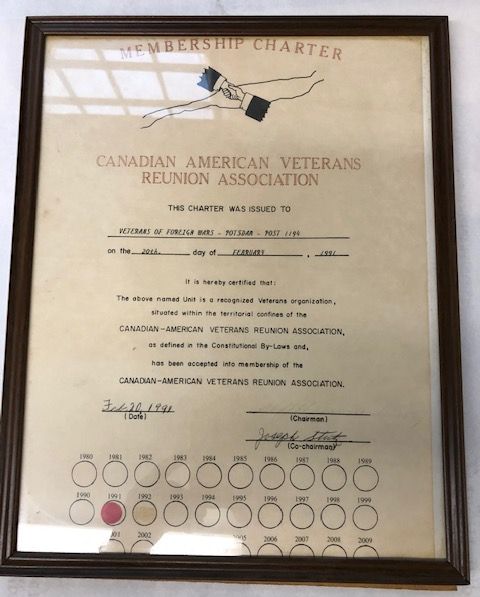 MEMBERSHIP CHARTER
CANADIAN AMERICAN VETERANS
REUNION ASSOCIATION
THIS CHARTER WAS ISSUED TO
VETERANS OF FOREIGN WARS - POTSDAM - POST 1194
on the 20th. day of FEBRUARY , 1991
It is hereby certified that:
The above named Unit is a recognized Veterans organization,
situated within the territorial confines of the
CANADIAN-AMERICAN VETERANS REUNION ASSOCIATION,
as defined in the Constitutional By-Laws and,
has been accepted into membership of the
CANADIAN-AMERICAN VETERANS REUNION ASSOCIATION.
Feb 20, 1991
(Date) (Chairman)
Joseph
(Co-chairman)
1980 1981 1982 1983 1984 1985 1986 1987 1988 1989
1990 1991 1992 1993 1994 1995 1996 1997 1998 1999
2002 2006 2007 2008 2009